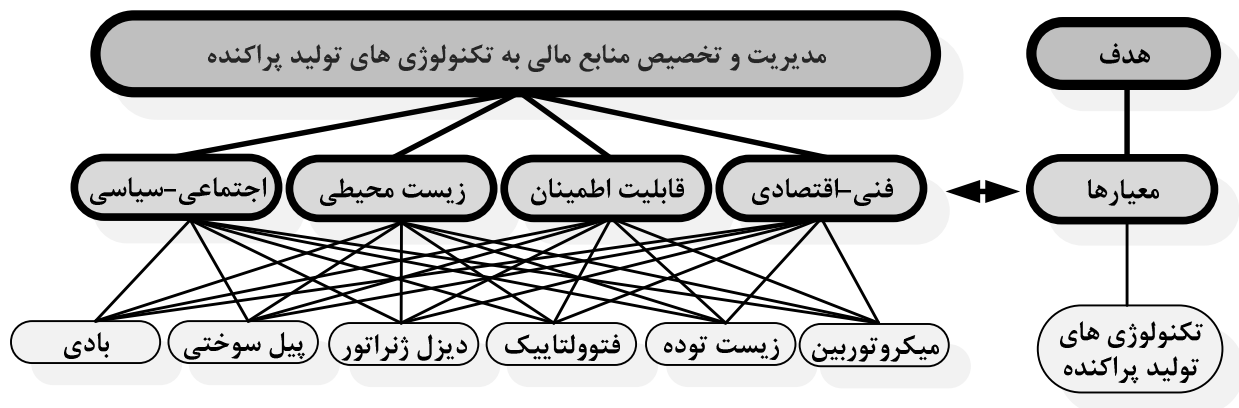 هدف
مدیریت و تخصیص منابع مالی به تکنولوژی های تولید پراکنده
معیارها
فنی-اقتصادی
قابلیت اطمینان
زیست محیطی
اجتماعی-سیاسی
تکنولوژی های
تولید پراکنده
میکروتوربین
زیست توده
فتوولتاییک
دیزل ژنراتور
پیل سوختی
بادی